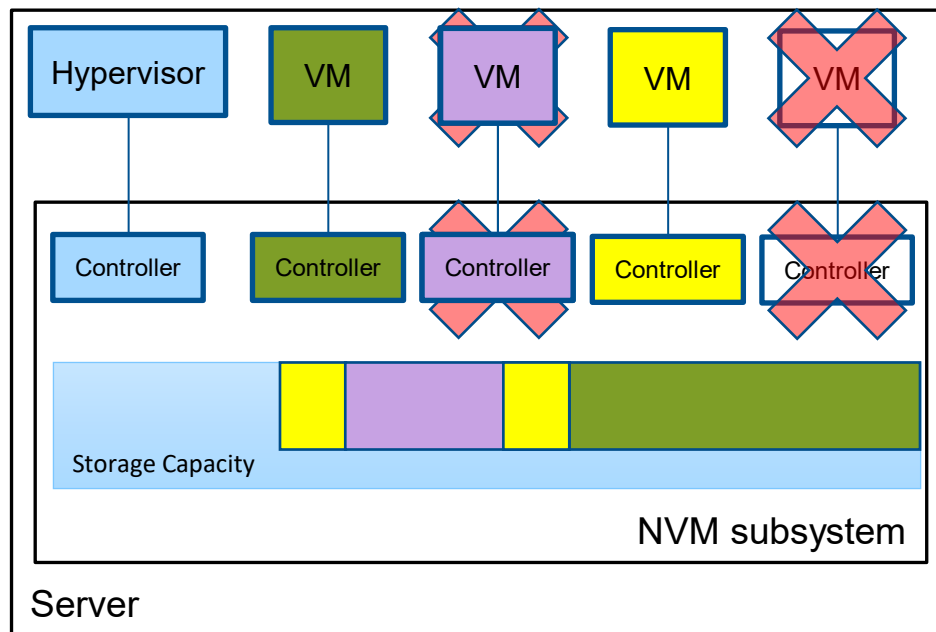 Hypervisor
VM
VM
VM
VM
Controller
Controller
Controller
Controller
Controller
Storage Capacity
NVM subsystem
Server